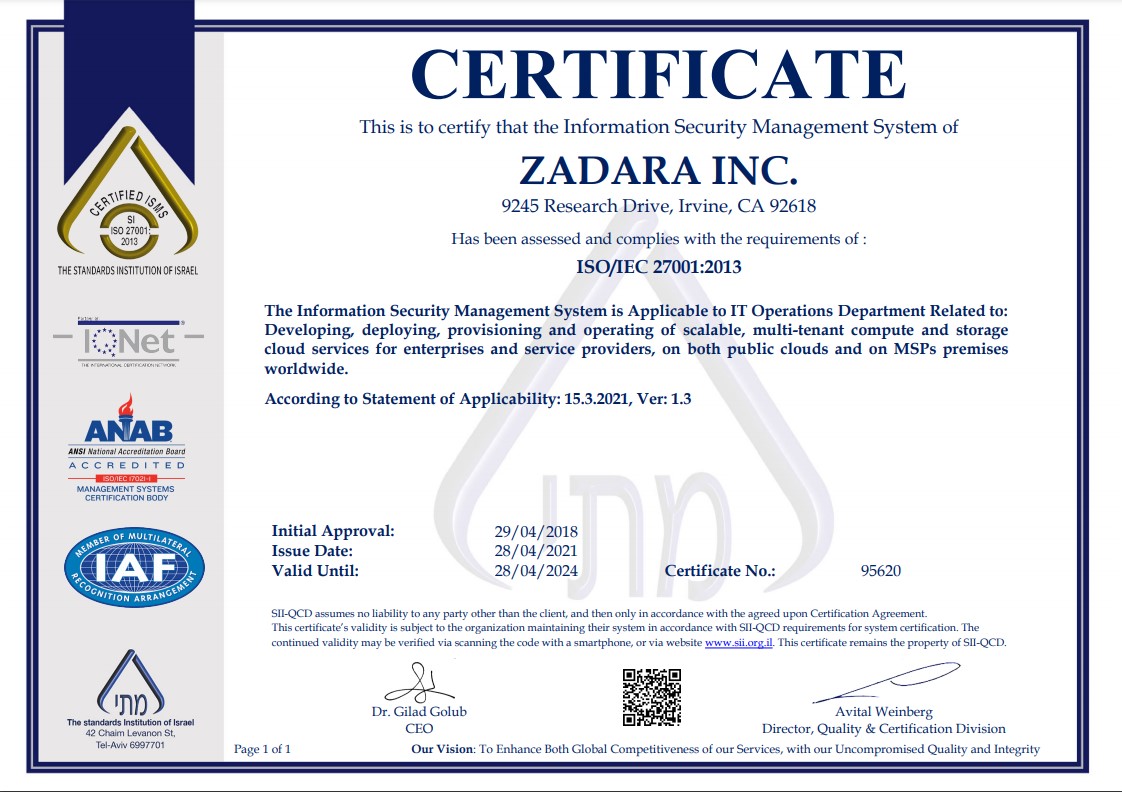 CERTIFICATE
This is to certify that the Information Security Management System of
ZADARA INC.
9245 Research Drive, Irvine, CA 92618
Has been assessed and complies with the requirements of :
ISO/IEC 27001:2013
The Information Security Management System is Applicable to IT Operations Department Related to:
Developing, deploying, provisioning and operating of scalable, multi-tenant compute and storage
cloud services for enterprises and service providers, on both public clouds and on MSPs premises
worldwide.
According to Statement of Applicability: 15.3.2021, Ver: 1.3
Initial Approval: 29/04/2018
Issue Date: 28/04/2021
Valid Until: 28/04/2024 Certificate No.: 95620
SII-QCD assumes no liability to any party other than the client, and then only in accordance with the agreed upon Certification Agreement.
This certificate's validity is subject to the organization maintaining their system in accordance with SII-QCD requirements for system certification. The
continued validity may be verified via scanning the code with a smartphone, or via website www.sii.org.il. This certificate remains the property of SII-QCD.
Dr. Gilad Golub
CEO
Avital Weinberg
Director, Quality & Certification Division
Page 1 of 1
Our Vision: To Enhance Both Global Competitiveness of our Services, with our Uncompromised Quality and Integrity
CERTIFIED ISMS
SI
ISO 27001:
2013
THE STANDARDS INSTITUTION OF ISRAEL
Partner in
IQNet ®
THE INTERNATIONAL CERTIFICATION NETWORK
ANAB
ANSI National Accreditation Board
ACCREDITED
ISO/IEC 17021-1
MANAGEMENT SYSTEMS
CERTIFICATION BODY
MEMBER OF MULTILATERAL
IAF
RECOGNITION ARRANGEMENT
מתי
The standards Institution of Israel
42 Chaim Levanon St,
Tel-Aviv 6997701
מתי